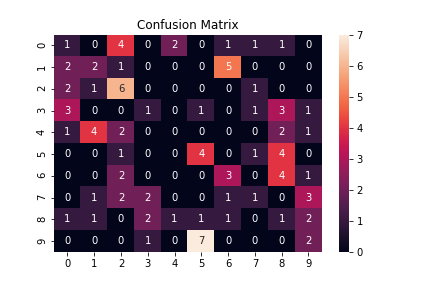 Confusion Matrix
0 1 0 4 0 2 0 1 1 1 0
1 2 2 1 0 0 0 5 0 0 0
2 2 1 6 0 0 0 0 1 0 0
3 3 0 0 1 0 1 0 1 3 1
4 1 4 2 0 0 0 0 0 2 1
5 0 0 1 0 0 4 0 1 4 0
6 0 0 2 0 0 0 3 0 4 1
7 0 1 2 2 0 0 1 1 0 3
8 1 1 0 2 1 1 1 0 1 2
9 0 0 0 1 0 7 0 0 0 2
0 1 2 3 4 5 6 7 8 9
7
6
5
4
3
2
1
0